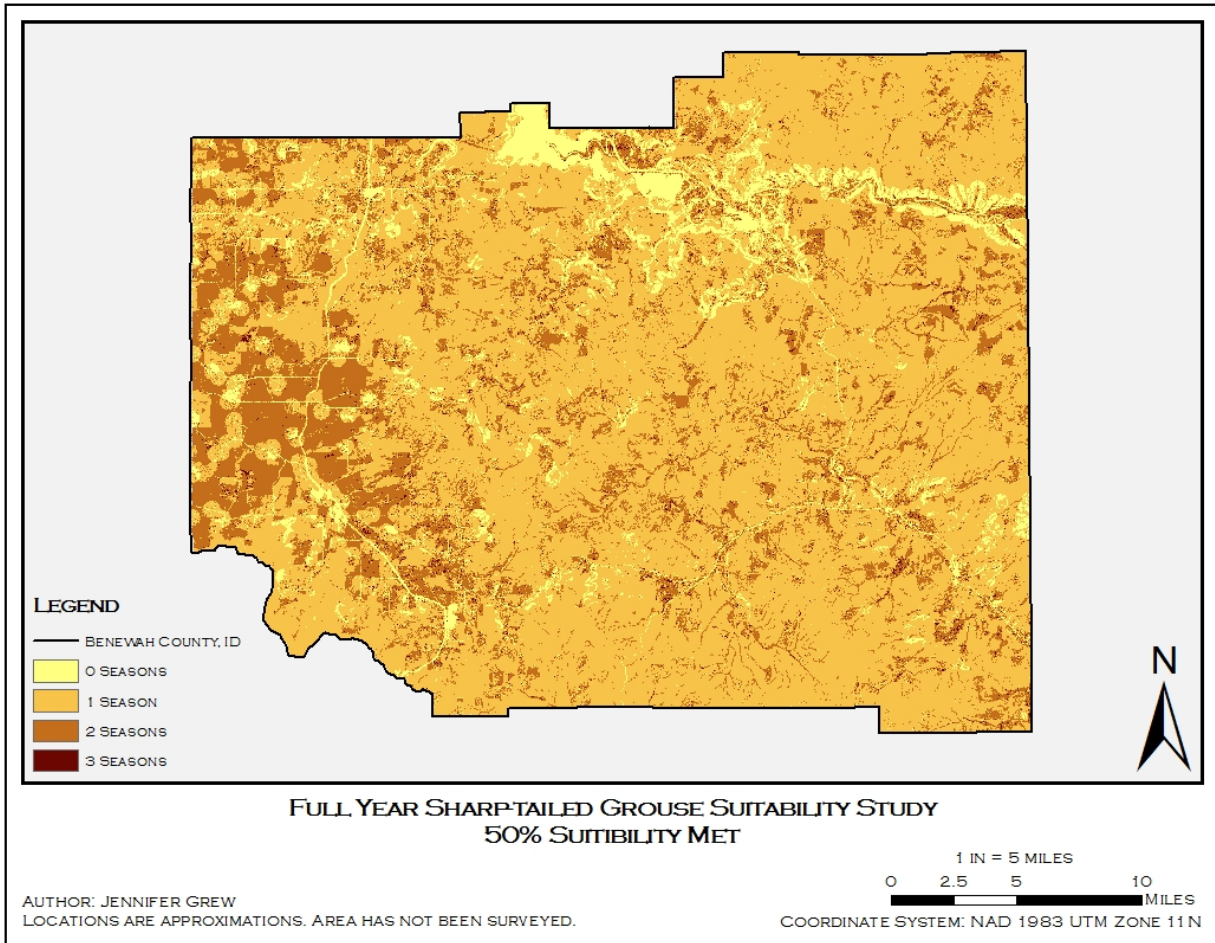 LEGEND
BENEWAH COUNTY, ID
0 SEASONS
1 SEASON
2 SEASONS
3 SEASONS
N
FULL YEAR SHARP-TAILED GROUSE SUITABILITY STUDY
50% SUITIBILITY MET
1 IN = 5 MILES
0 2.5 5 10
MILES
AUTHOR: JENNIFER GREW
LOCATIONS ARE APPROXIMATIONS. AREA HAS NOT BEEN SURVEYED.
COORDINATE SYSTEM: NAD 1983 UTM ZONE 11N